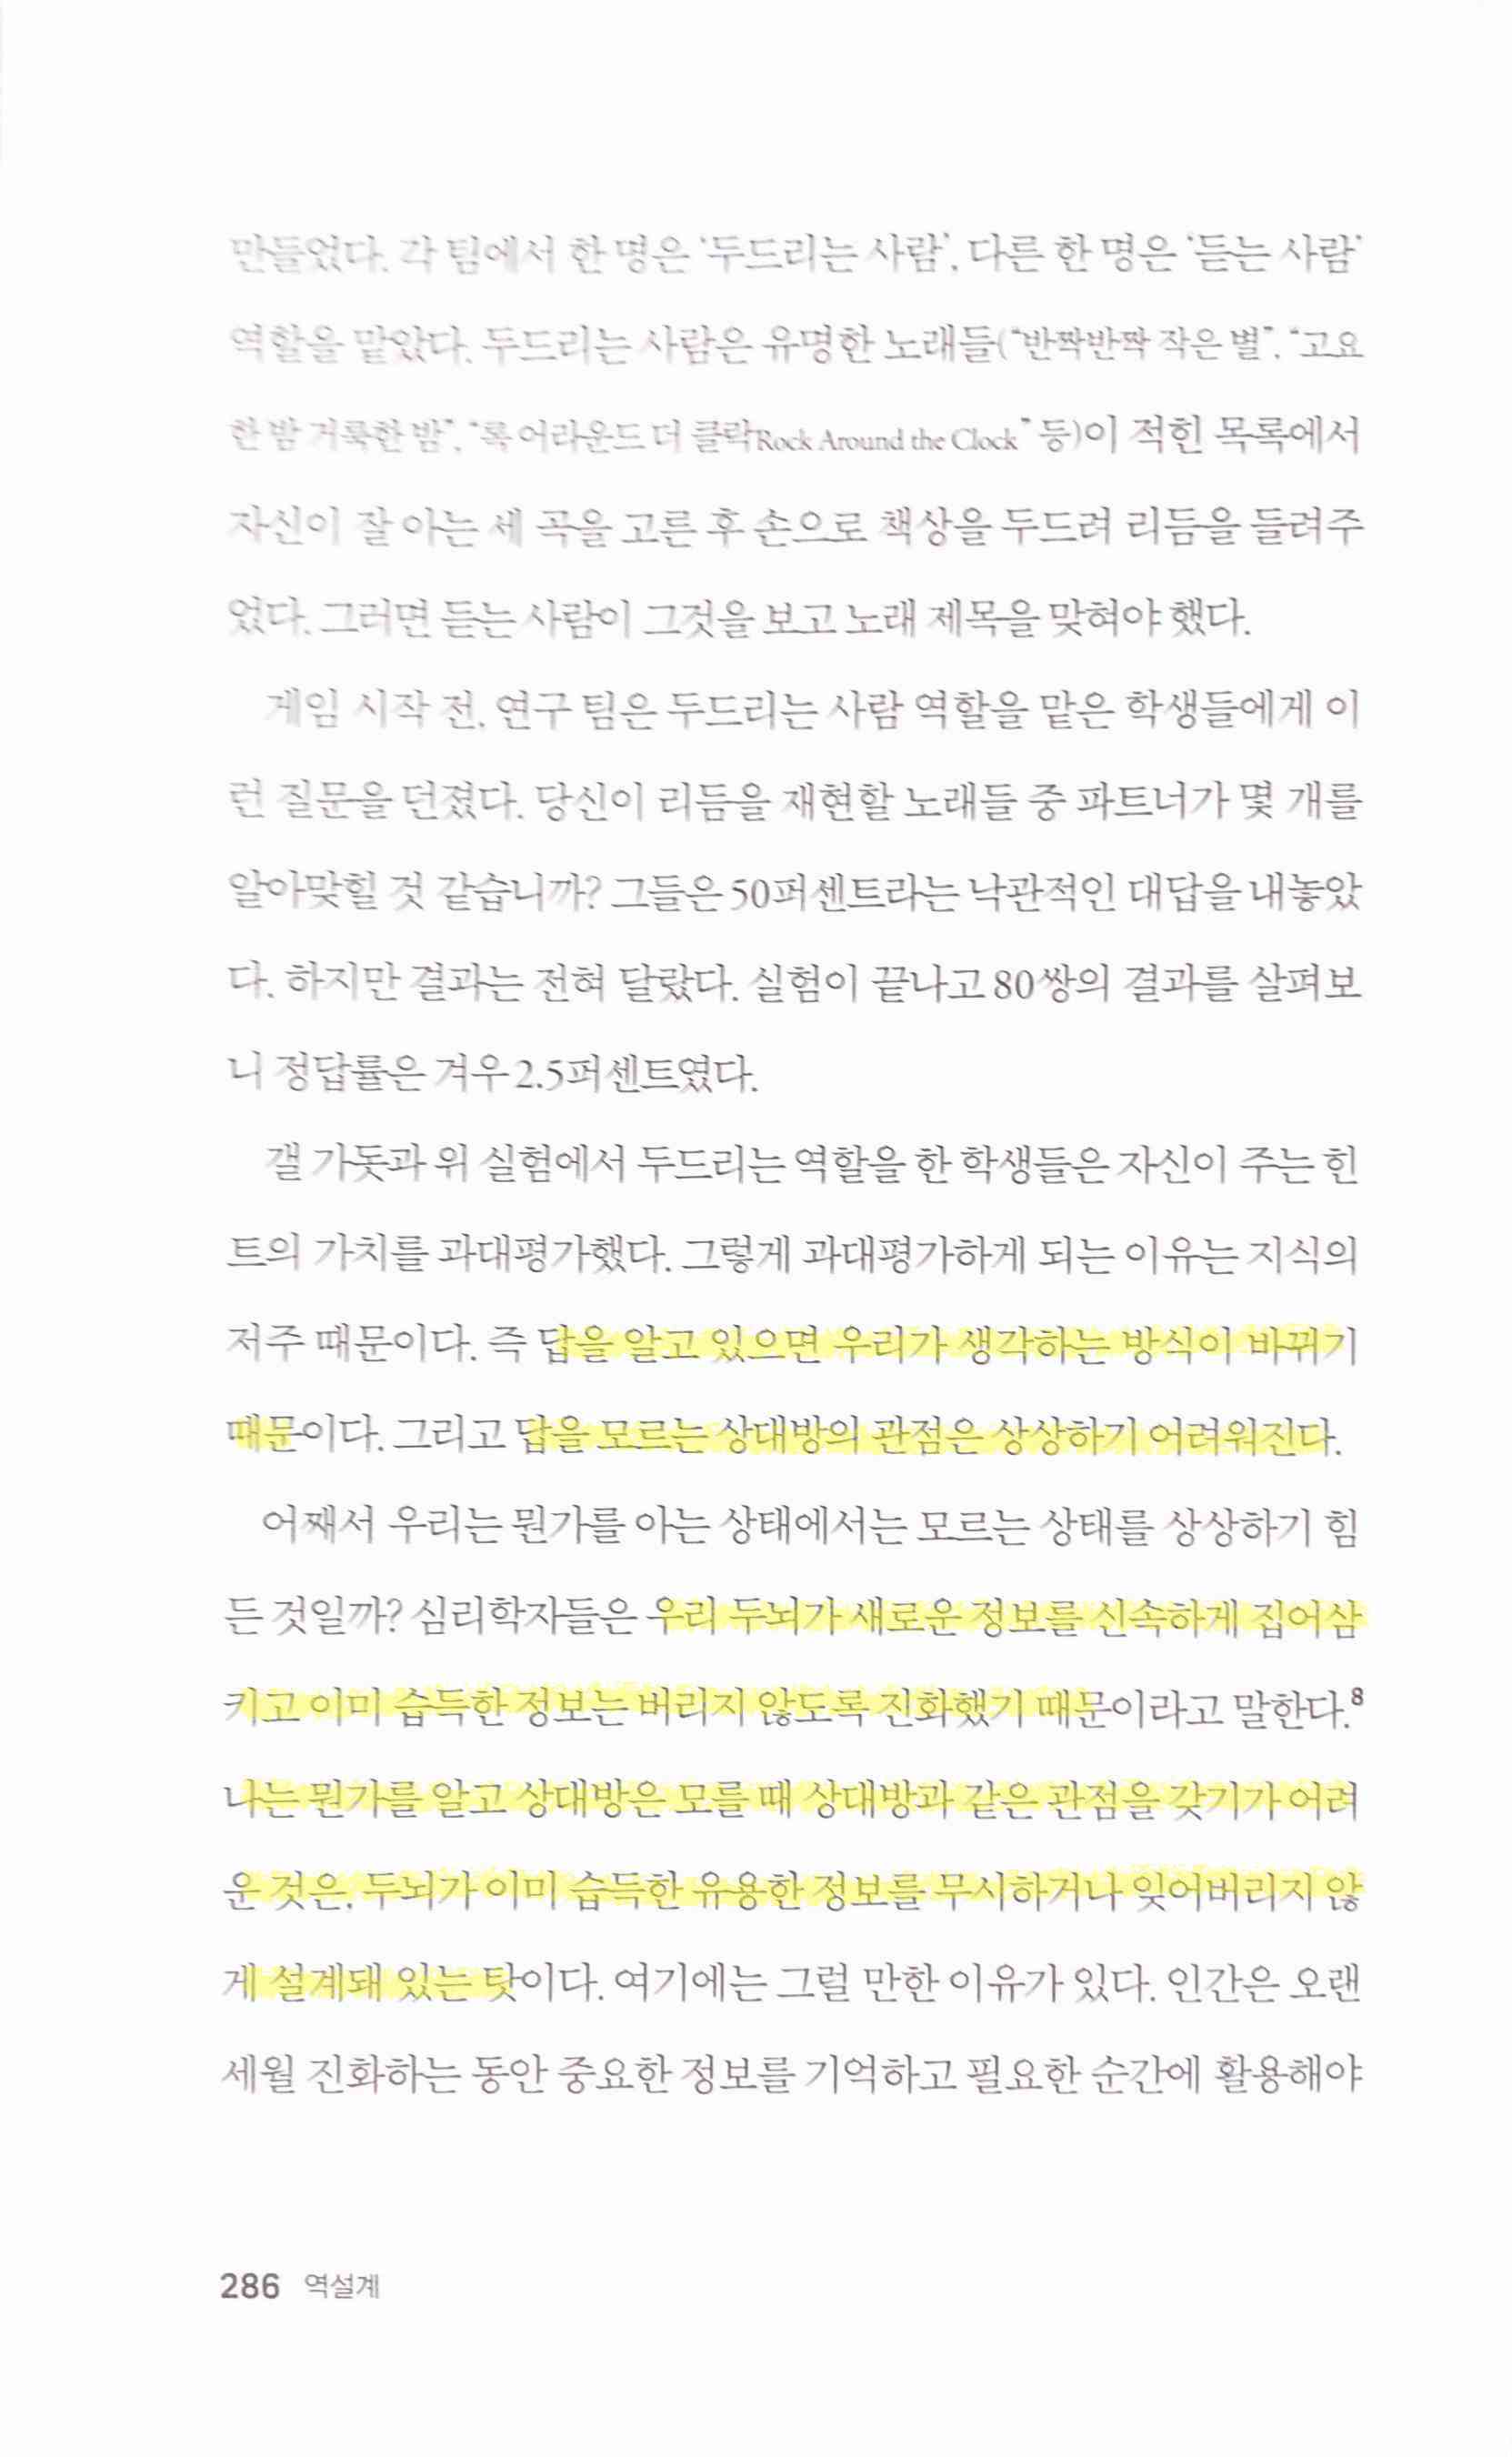 만들었다. 각 팀에서 한 명은 ‘두드리는 사람’, 다른 한 명은 ‘듣는 사람’
역할을 맡았다. 두드리는 사람은 유명한 노래들(“반짝반짝 작은 별”, “고요
한 밤 거룩한 밤”, “록 어라운드 더 클락Rock Around the Clock” 등)이 적힌 목록에서
자신이 잘 아는 세 곡을 고른 후 손으로 책상을 두드려 리듬을 들려주
었다. 그러면 듣는 사람이 그것을 보고 노래 제목을 맞혀야 했다.
게임 시작 전, 연구 팀은 두드리는 사람 역할을 맡은 학생들에게 이
런 질문을 던졌다. 당신이 리듬을 재현할 노래들 중 파트너가 몇 개를
알아맞힐 것 같습니까? 그들은 50퍼센트라는 낙관적인 대답을 내놓았
다. 하지만 결과는 전혀 달랐다. 실험이 끝나고 80쌍의 결과를 살펴보
니 정답률은 겨우 2.5퍼센트였다.
갤 가돗과 위 실험에서 두드리는 역할을 한 학생들은 자신이 주는 힌
트의 가치를 과대평가했다. 그렇게 과대평가하게 되는 이유는 지식의
저주 때문이다. 즉 답을 알고 있으면 우리가 생각하는 방식이 바뀌기
때문이다. 그리고 답을 모르는 상대방의 관점은 상상하기 어려워진다.
어째서 우리는 뭔가를 아는 상태에서는 모르는 상태를 상상하기 힘
든 것일까? 심리학자들은 우리 두뇌가 새로운 정보를 신속하게 집어삼
키고 이미 습득한 정보는 버리지 않도록 진화했기 때문이라고 말한다.⁸
나는 뭔가를 알고 상대방은 모를 때 상대방과 같은 관점을 갖기가 어려
운 것은, 두뇌가 이미 습득한 유용한 정보를 무시하거나 잊어버리지 않
게 설계돼 있는 탓이다. 여기에는 그럴 만한 이유가 있다. 인간은 오랜
세월 진화하는 동안 중요한 정보를 기억하고 필요한 순간에 활용해야
286 역설계